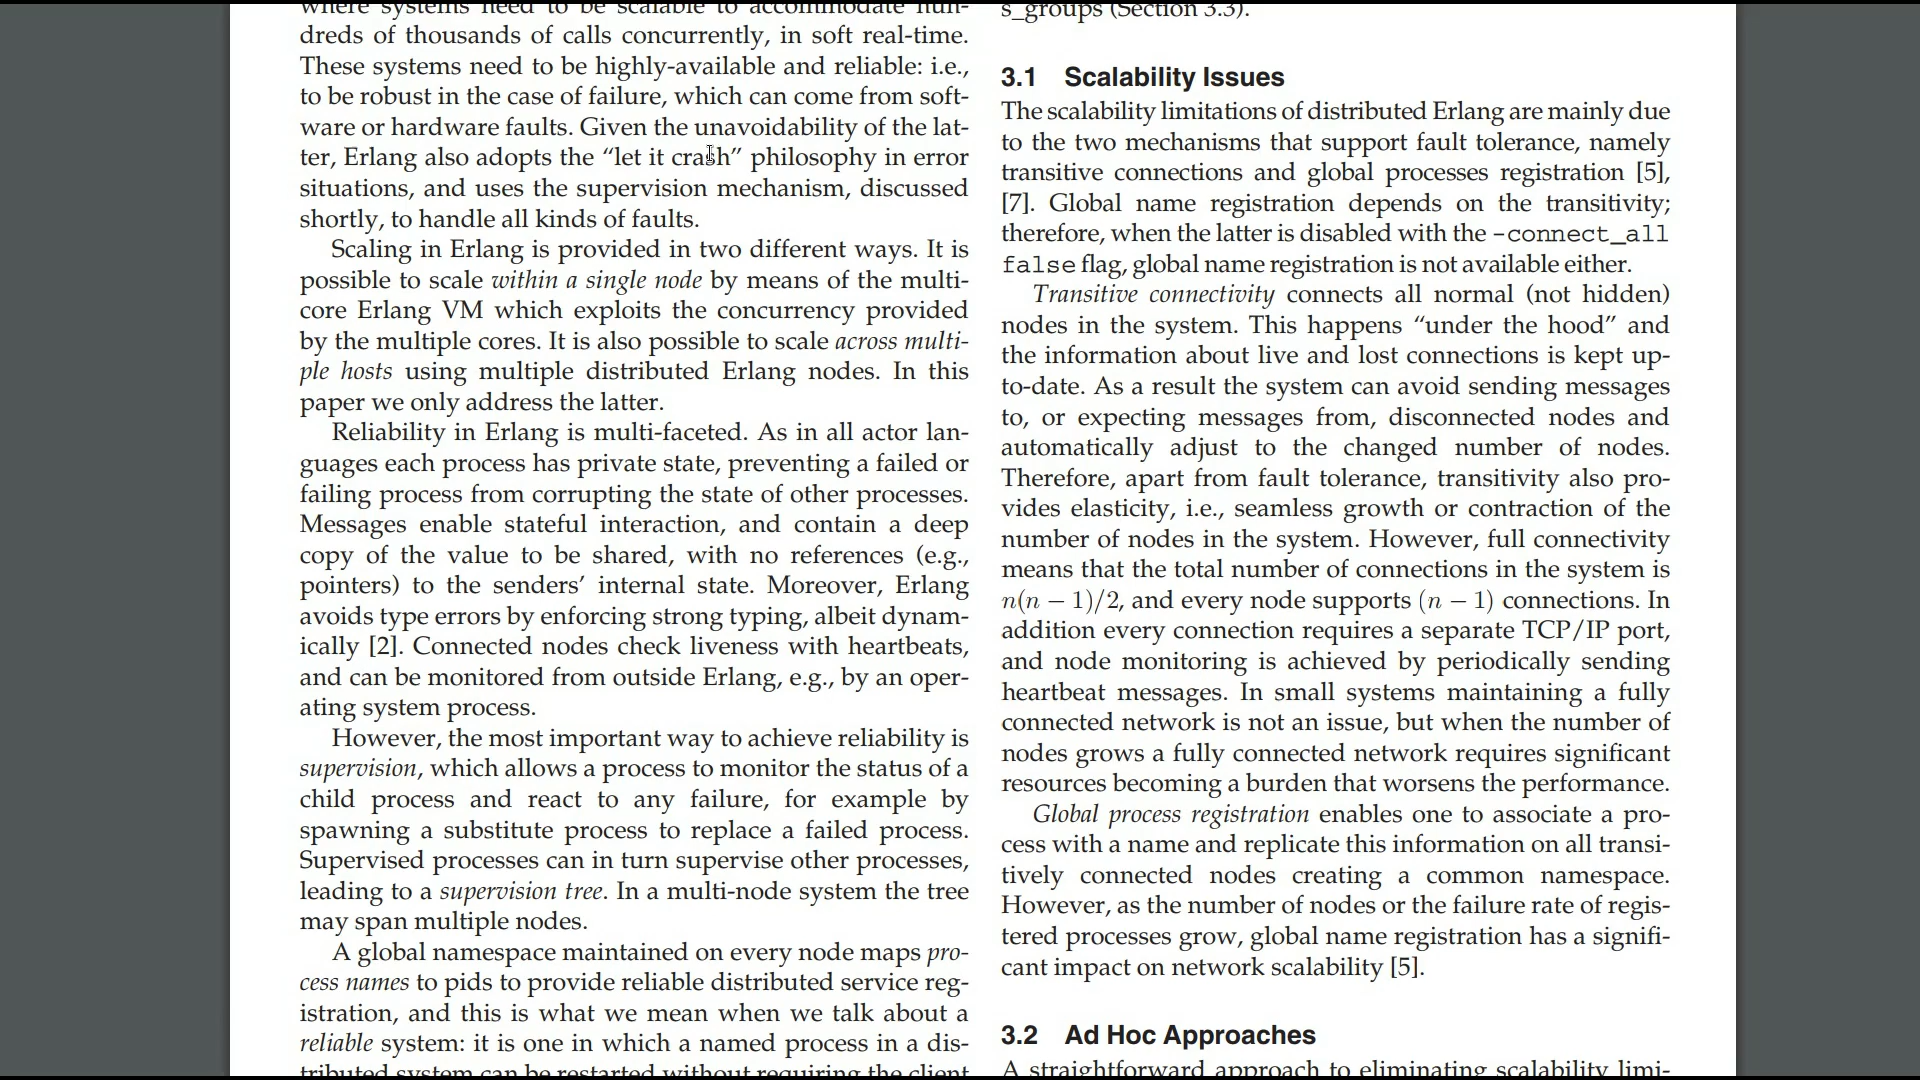 where systems need to be scalable to accommodate hun-
dreds of thousands of calls concurrently, in soft real-time.
These systems need to be highly-available and reliable: i.e.,
to be robust in the case of failure, which can come from soft-
ware or hardware faults. Given the unavoidability of the lat-
ter, Erlang also adopts the “let it crash” philosophy in error
situations, and uses the supervision mechanism, discussed
shortly, to handle all kinds of faults.
Scaling in Erlang is provided in two different ways. It is
possible to scale within a single node by means of the multi-
core Erlang VM which exploits the concurrency provided
by the multiple cores. It is also possible to scale across multi-
ple hosts using multiple distributed Erlang nodes. In this
paper we only address the latter.
Reliability in Erlang is multi-faceted. As in all actor lan-
guages each process has private state, preventing a failed or
failing process from corrupting the state of other processes.
Messages enable stateful interaction, and contain a deep
copy of the value to be shared, with no references (e.g.,
pointers) to the senders’ internal state. Moreover, Erlang
avoids type errors by enforcing strong typing, albeit dynam-
ically [2]. Connected nodes check liveness with heartbeats,
and can be monitored from outside Erlang, e.g., by an oper-
ating system process.
However, the most important way to achieve reliability is
supervision, which allows a process to monitor the status of a
child process and react to any failure, for example by
spawning a substitute process to replace a failed process.
Supervised processes can in turn supervise other processes,
leading to a supervision tree. In a multi-node system the tree
may span multiple nodes.
A global namespace maintained on every node maps pro-
cess names to pids to provide reliable distributed service reg-
istration, and this is what we mean when we talk about a
reliable system: it is one in which a named process in a dis-
tributed system can be restarted without requiring the client
s_groups (Section 3.3).
3.1 Scalability Issues
The scalability limitations of distributed Erlang are mainly due
to the two mechanisms that support fault tolerance, namely
transitive connections and global processes registration [5],
[7]. Global name registration depends on the transitivity;
therefore, when the latter is disabled with the -connect_all
false flag, global name registration is not available either.
Transitive connectivity connects all normal (not hidden)
nodes in the system. This happens “under the hood” and
the information about live and lost connections is kept up-
to-date. As a result the system can avoid sending messages
to, or expecting messages from, disconnected nodes and
automatically adjust to the changed number of nodes.
Therefore, apart from fault tolerance, transitivity also pro-
vides elasticity, i.e., seamless growth or contraction of the
number of nodes in the system. However, full connectivity
means that the total number of connections in the system is
n(n − 1)/2, and every node supports (n − 1) connections. In
addition every connection requires a separate TCP/IP port,
and node monitoring is achieved by periodically sending
heartbeat messages. In small systems maintaining a fully
connected network is not an issue, but when the number of
nodes grows a fully connected network requires significant
resources becoming a burden that worsens the performance.
Global process registration enables one to associate a pro-
cess with a name and replicate this information on all transi-
tively connected nodes creating a common namespace.
However, as the number of nodes or the failure rate of regis-
tered processes grow, global name registration has a signifi-
cant impact on network scalability [5].
3.2 Ad Hoc Approaches
A straightforward approach to eliminating scalability limi-